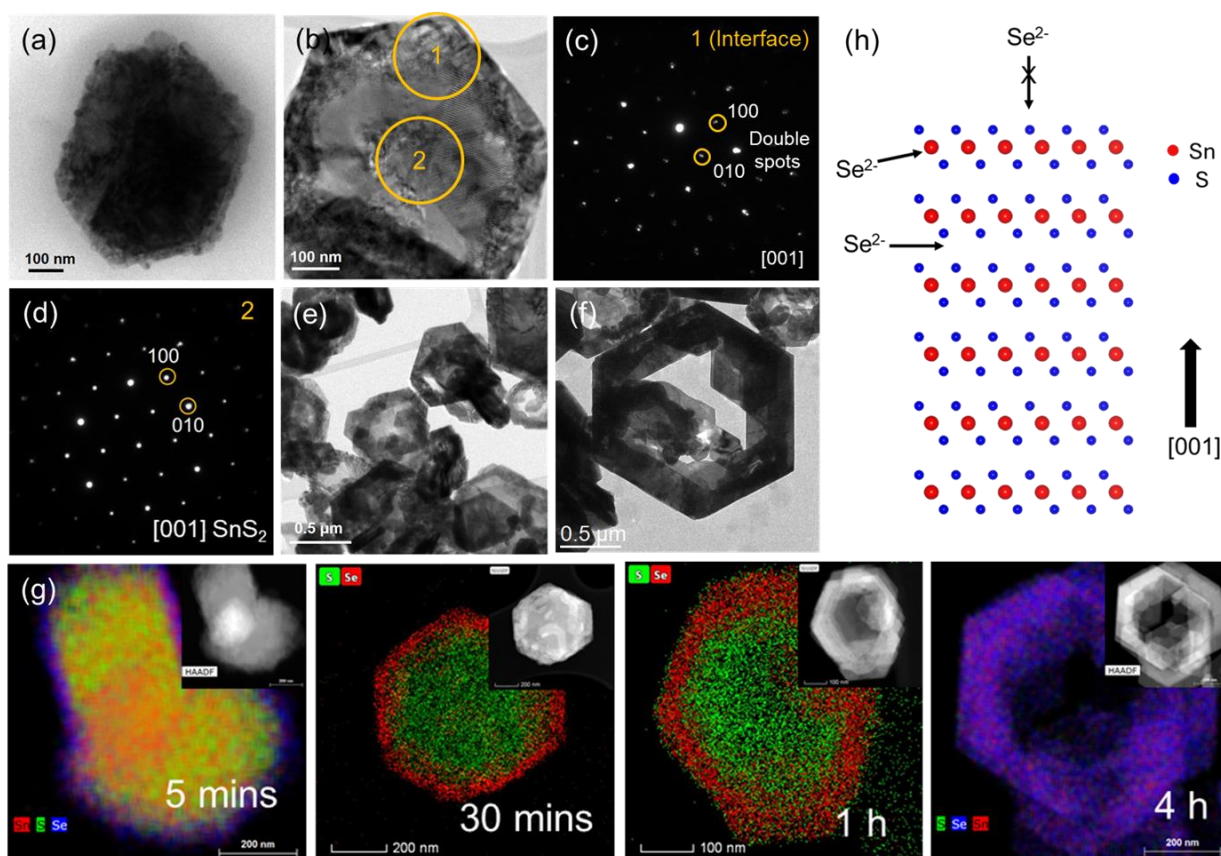 (a)
100 nm
(b)
1
2
100 nm
(c)
1 (Interface)
100
Double
spots
010
[001]
(d)
2
100
010
[001] SnS₂
(e)
0.5 μm
(f)
0.5 μm
(h)
Se²⁻
Se²⁻
Se²⁻
Sn
S
[001]
(g)
HAADF
5 mins
Sn S Se
200 nm
S Se
HAADF
200 nm
30 mins
200 nm
S Se
HAADF
100 nm
1 h
100 nm
HAADF
4 h
S Se Sn
200 nm